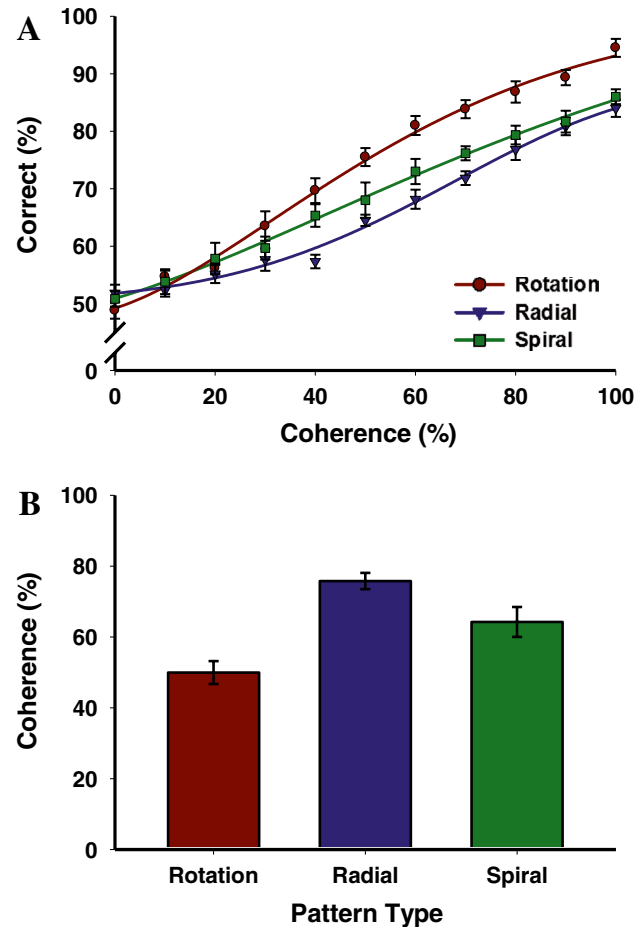 A
Correct (%)
100
90
80
70
60
50
0
Rotation
Radial
Spiral
0 20 40 60 80 100
Coherence (%)
B
Coherence (%)
100
80
60
40
20
0
Rotation Radial Spiral
Pattern Type